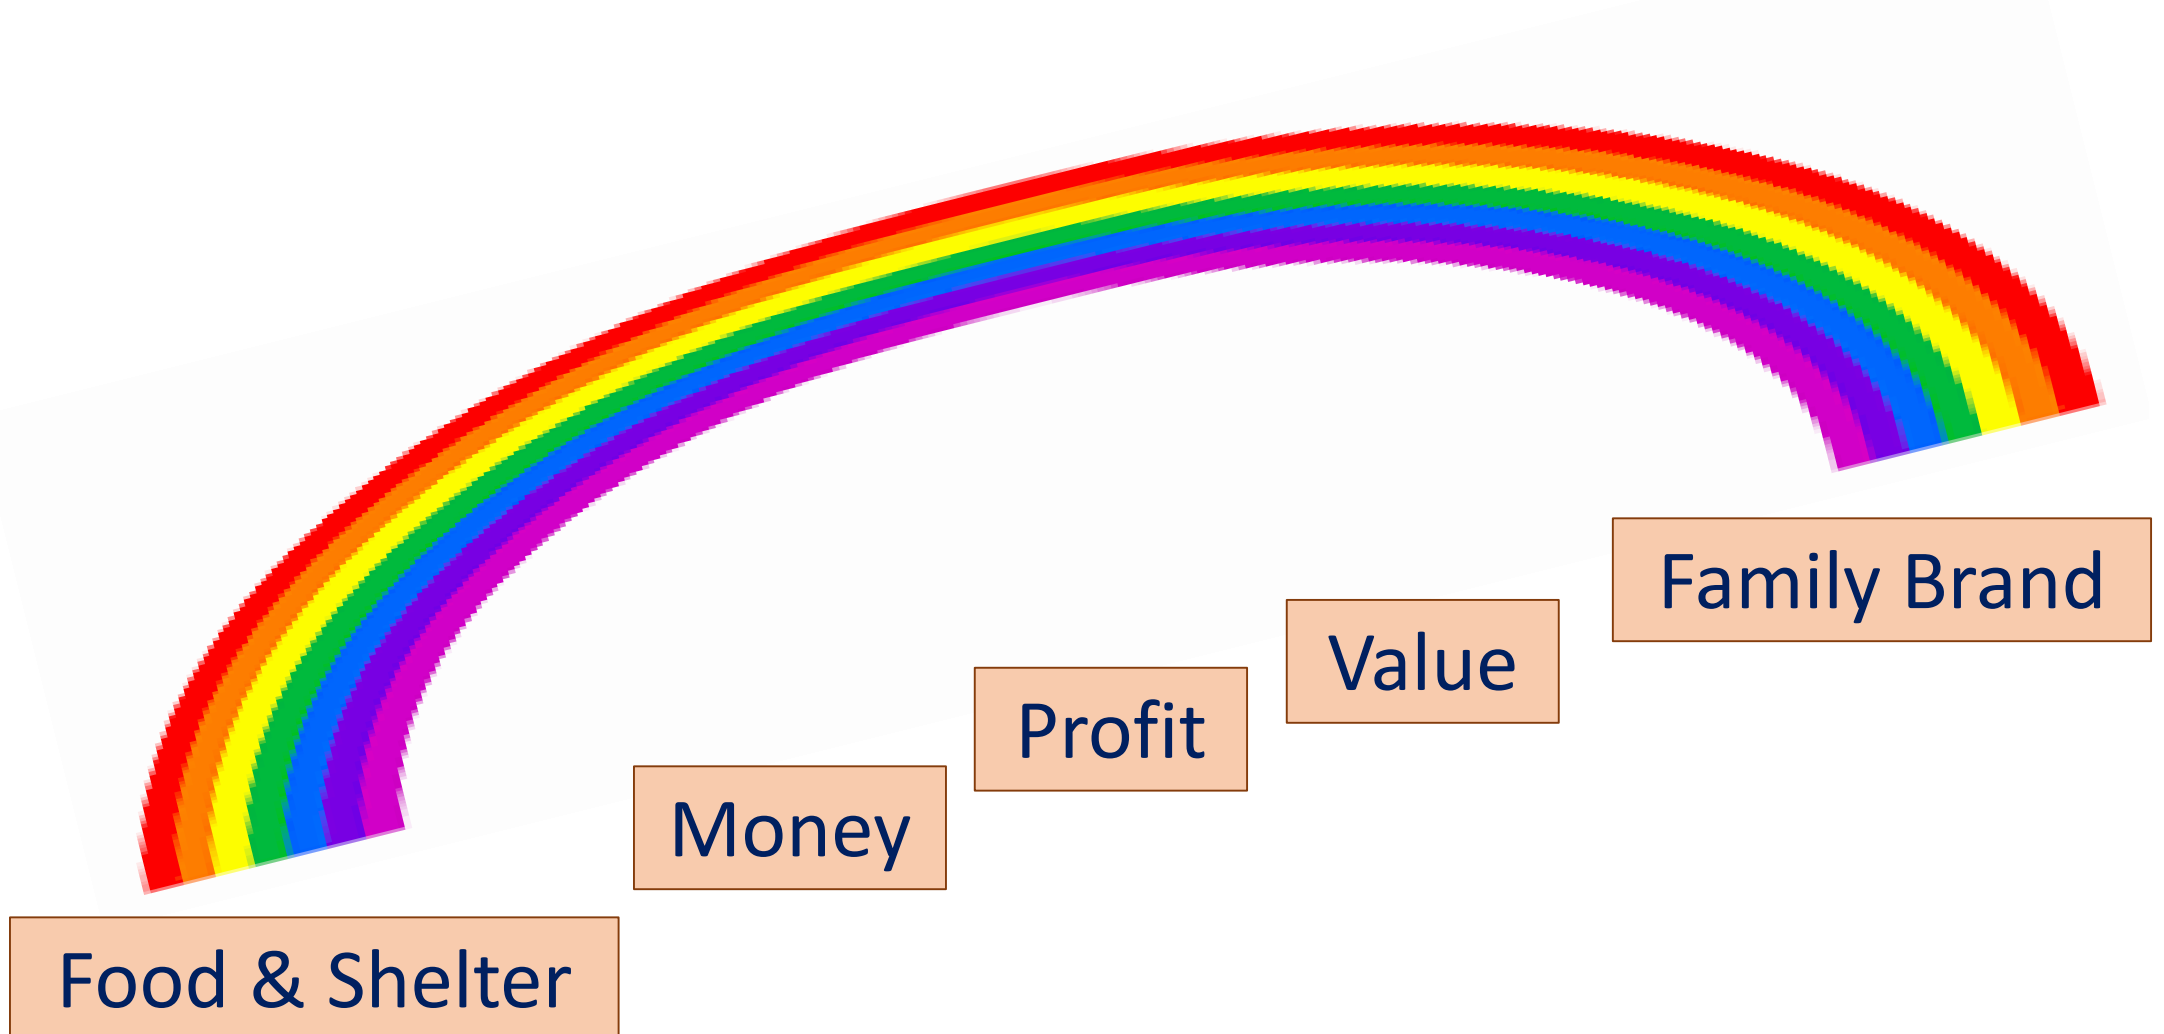 Food & Shelter
Money
Profit
Value
Family Brand